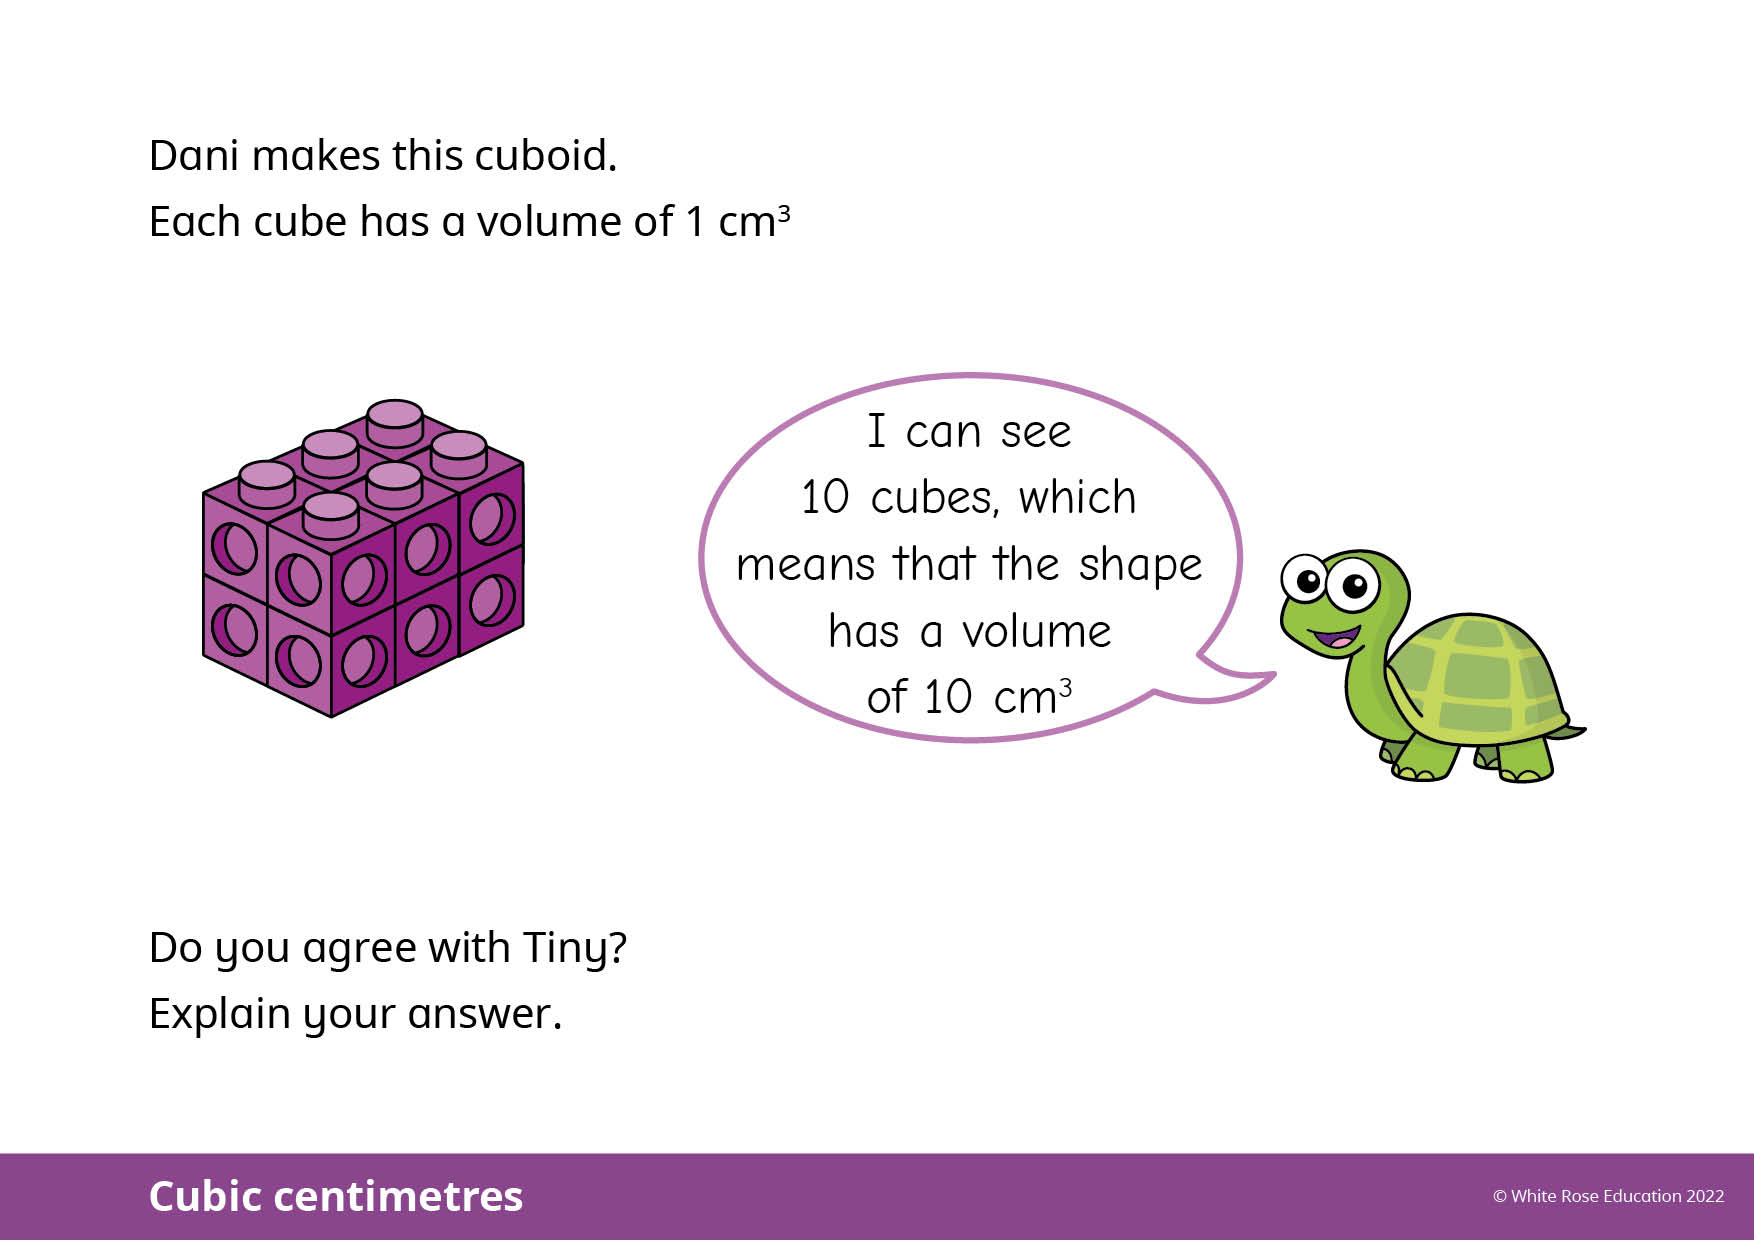 Dani makes this cuboid.
Each cube has a volume of 1 cm³
I can see
10 cubes, which
means that the shape
has a volume
of 10 cm³
Do you agree with Tiny?
Explain your answer.
Cubic centimetres
© White Rose Education 2022